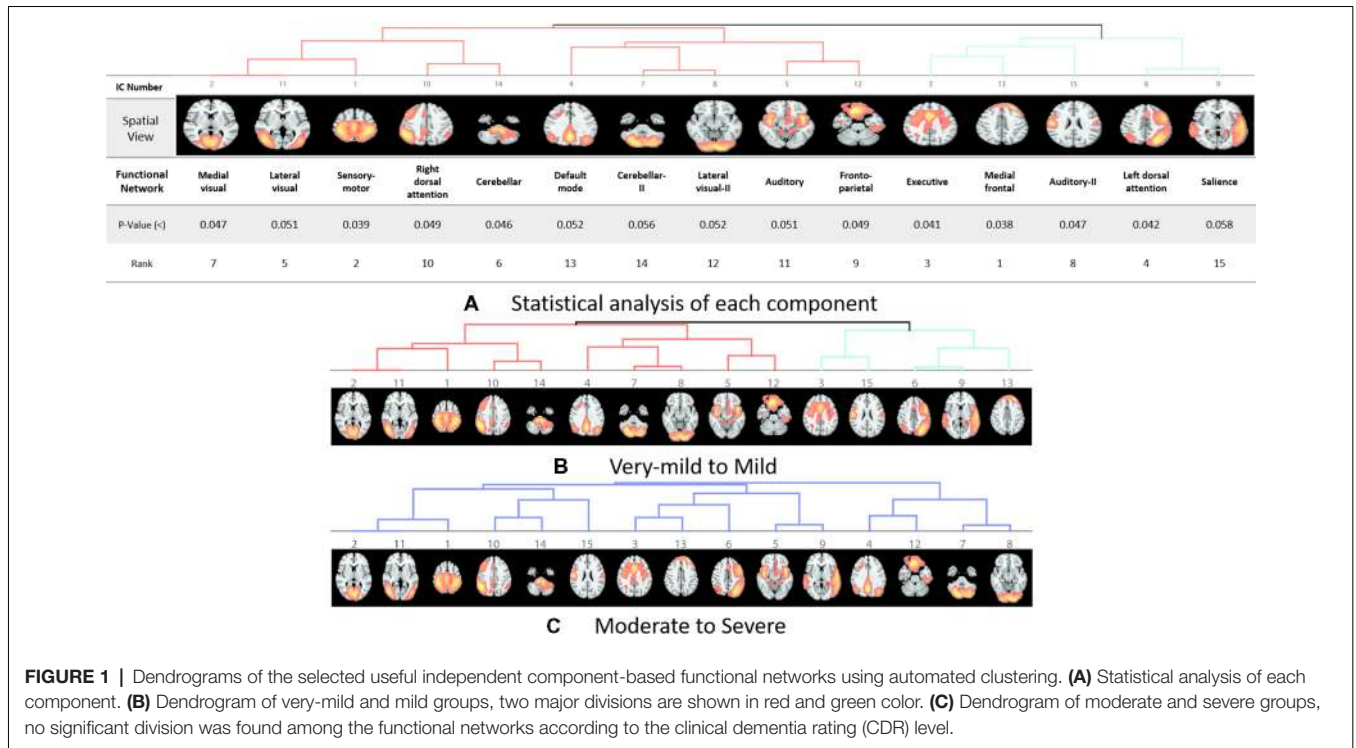 2 11 1 10 14 4 7 8 5 12 3 13 15 6 9
IC Number
Spatial View
Functional Network Medial visual Lateral visual Sensory-motor Right dorsal attention Cerebellar Default mode Cerebellar-II Lateral visual-II Auditory Fronto-parietal Executive Medial frontal Auditory-II Left dorsal attention Salience
P-Value (<) 0.047 0.051 0.039 0.049 0.046 0.052 0.056 0.052 0.051 0.049 0.041 0.038 0.047 0.042 0.058
Rank 7 5 2 10 6 13 14 12 11 9 3 1 8 4 15
A Statistical analysis of each component
2 11 1 10 14 4 7 8 5 12 3 15 6 9 13
B Very-mild to Mild
2 11 1 10 14 15 3 13 6 5 9 4 12 7 8
C Moderate to Severe
FIGURE 1 | Dendrograms of the selected useful independent component-based functional networks using automated clustering. (A) Statistical analysis of each
component. (B) Dendrogram of very-mild and mild groups, two major divisions are shown in red and green color. (C) Dendrogram of moderate and severe groups,
no significant division was found among the functional networks according to the clinical dementia rating (CDR) level.